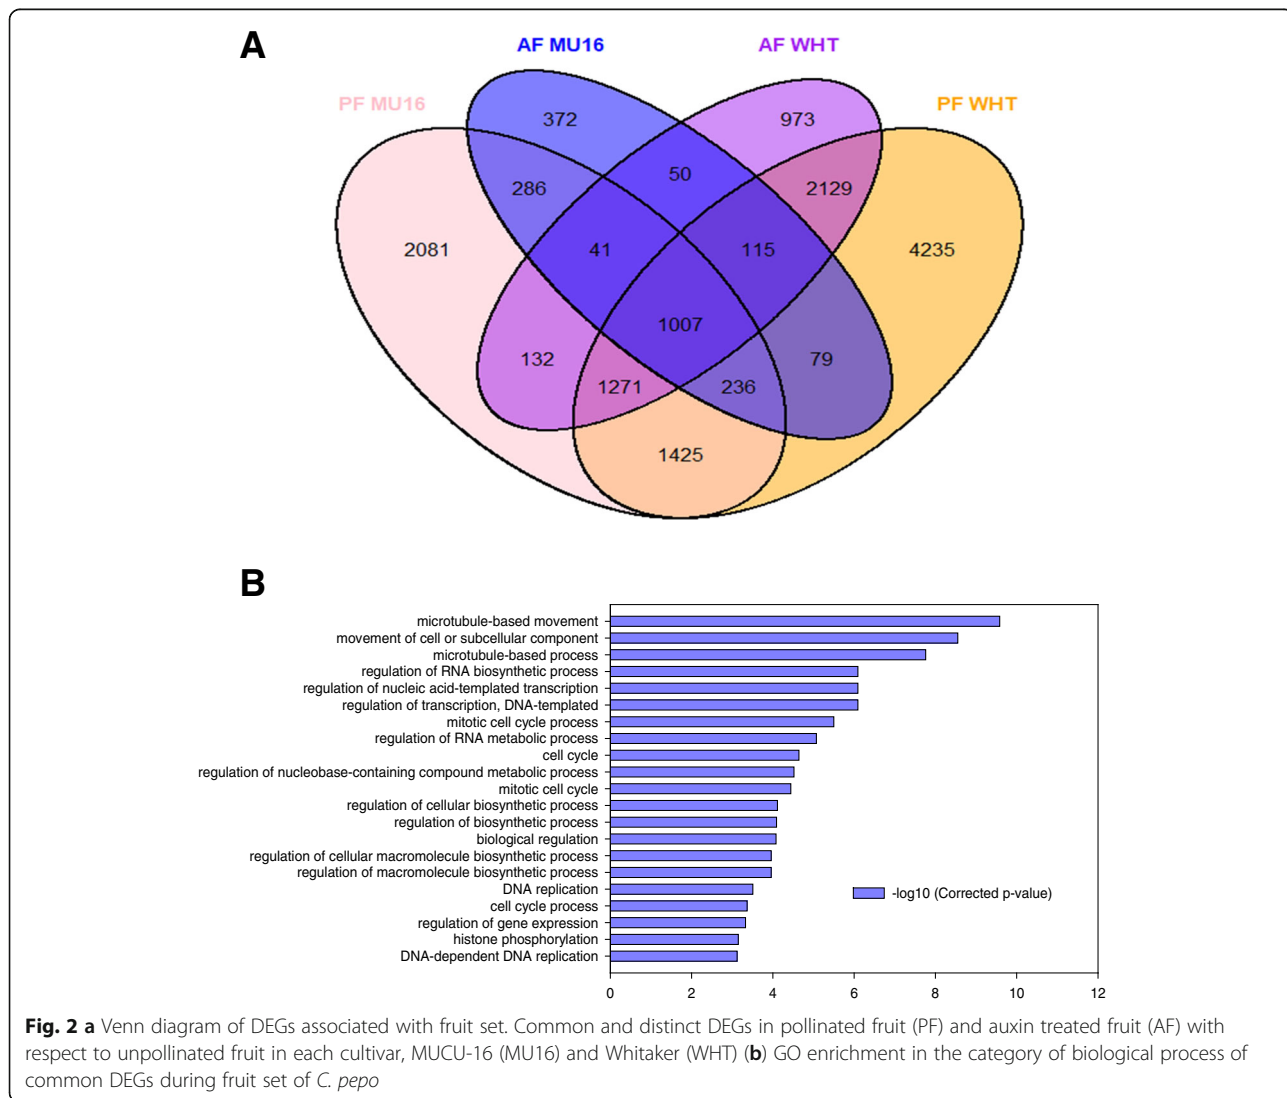 A
AF MU16
AF WHT
PF MU16
PF WHT
372
973
50
286
2129
2081
41
115
4235
1007
132
79
1271
236
1425
B
microtubule-based movement
movement of cell or subcellular component
microtubule-based process
regulation of RNA biosynthetic process
regulation of nucleic acid-templated transcription
regulation of transcription, DNA-templated
mitotic cell cycle process
regulation of RNA metabolic process
cell cycle
regulation of nucleobase-containing compound metabolic process
mitotic cell cycle
regulation of cellular biosynthetic process
regulation of biosynthetic process
biological regulation
regulation of cellular macromolecule biosynthetic process
regulation of macromolecule biosynthetic process
DNA replication
cell cycle process
regulation of gene expression
histone phosphorylation
DNA-dependent DNA replication
-log10 (Corrected p-value)
0 2 4 6 8 10 12
Fig. 2 a Venn diagram of DEGs associated with fruit set. Common and distinct DEGs in pollinated fruit (PF) and auxin treated fruit (AF) with
respect to unpollinated fruit in each cultivar, MUCU-16 (MU16) and Whitaker (WHT) (b) GO enrichment in the category of biological process of
common DEGs during fruit set of C. pepo